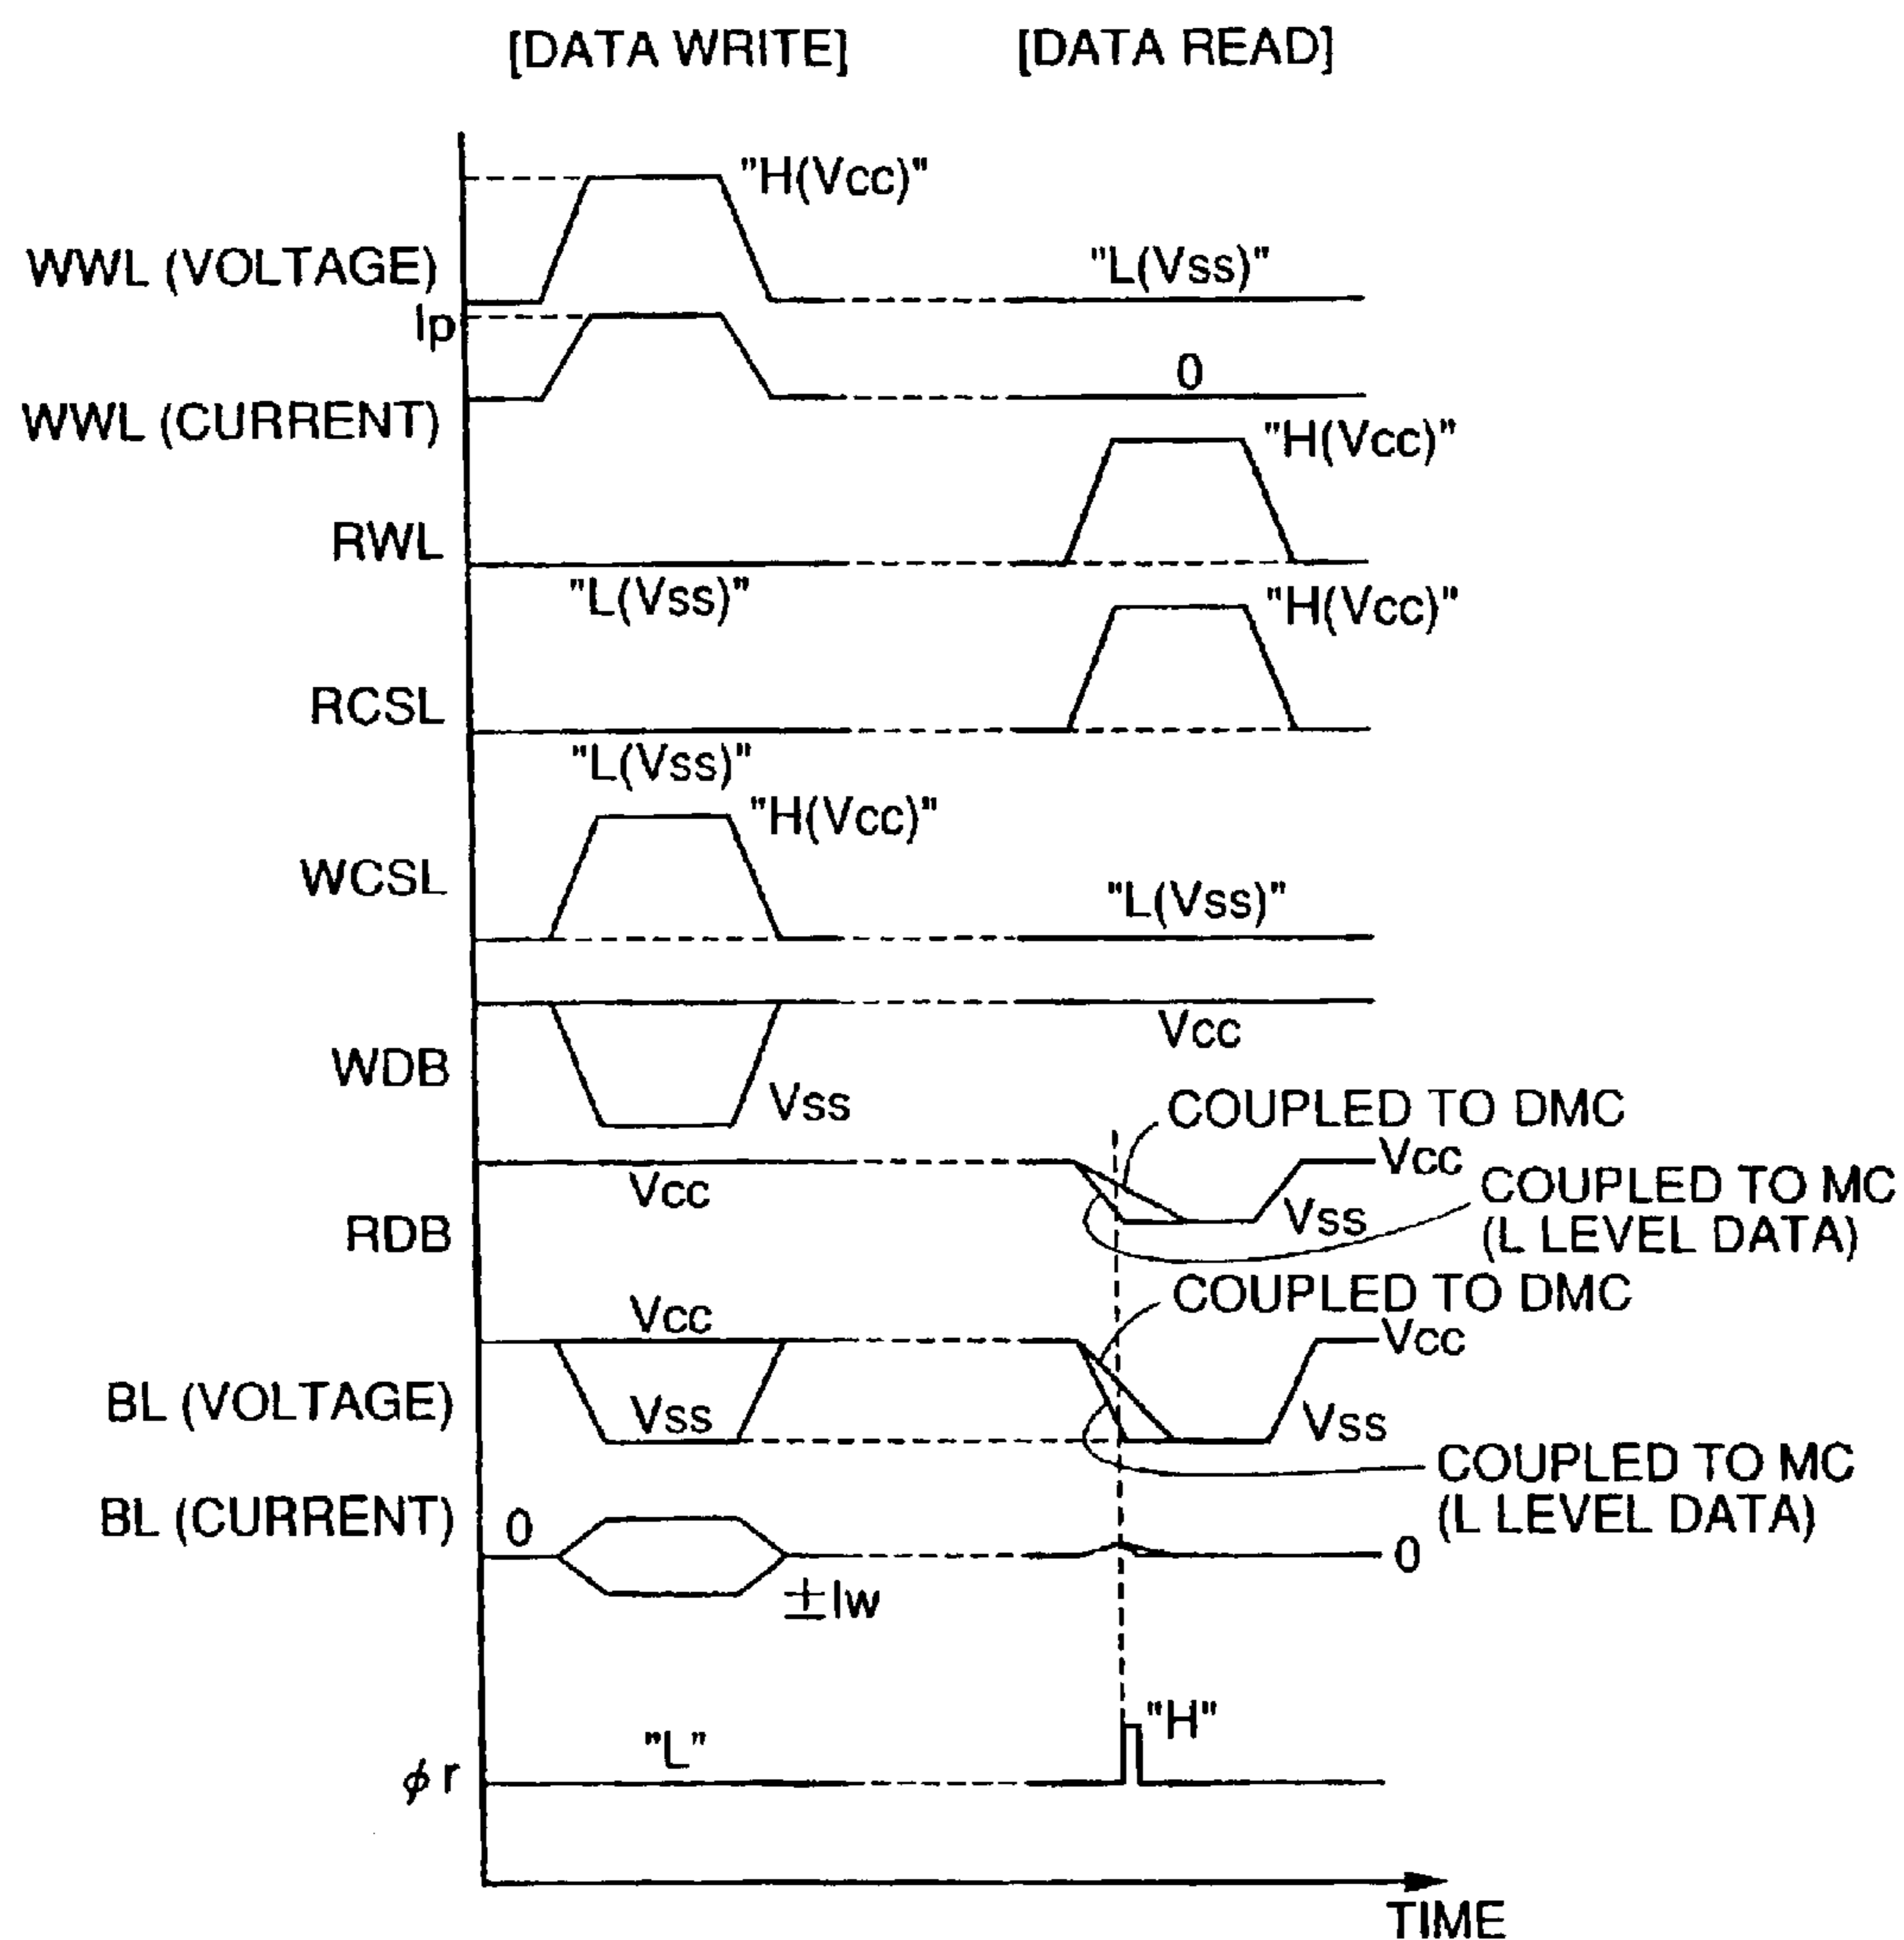 [DATA WRITE]
[DATA READ]
"H(Vcc)"
WWL (VOLTAGE)
"L(Vss)"
Ip
0
WWL (CURRENT)
"H(Vcc)"
RWL
"L(Vss)"
"H(Vcc)"
RCSL
"L(Vss)"
"H(Vcc)"
WCSL
"L(Vss)"
Vcc
WDB
Vss
COUPLED TO DMC
Vcc
Vcc
COUPLED TO MC
(L LEVEL DATA)
Vss
RDB
COUPLED TO DMC
Vcc
Vcc
BL (VOLTAGE)
Vss
Vss
COUPLED TO MC
(L LEVEL DATA)
BL (CURRENT)
0
0
±Iw
"H"
"L"
ϕr
TIME